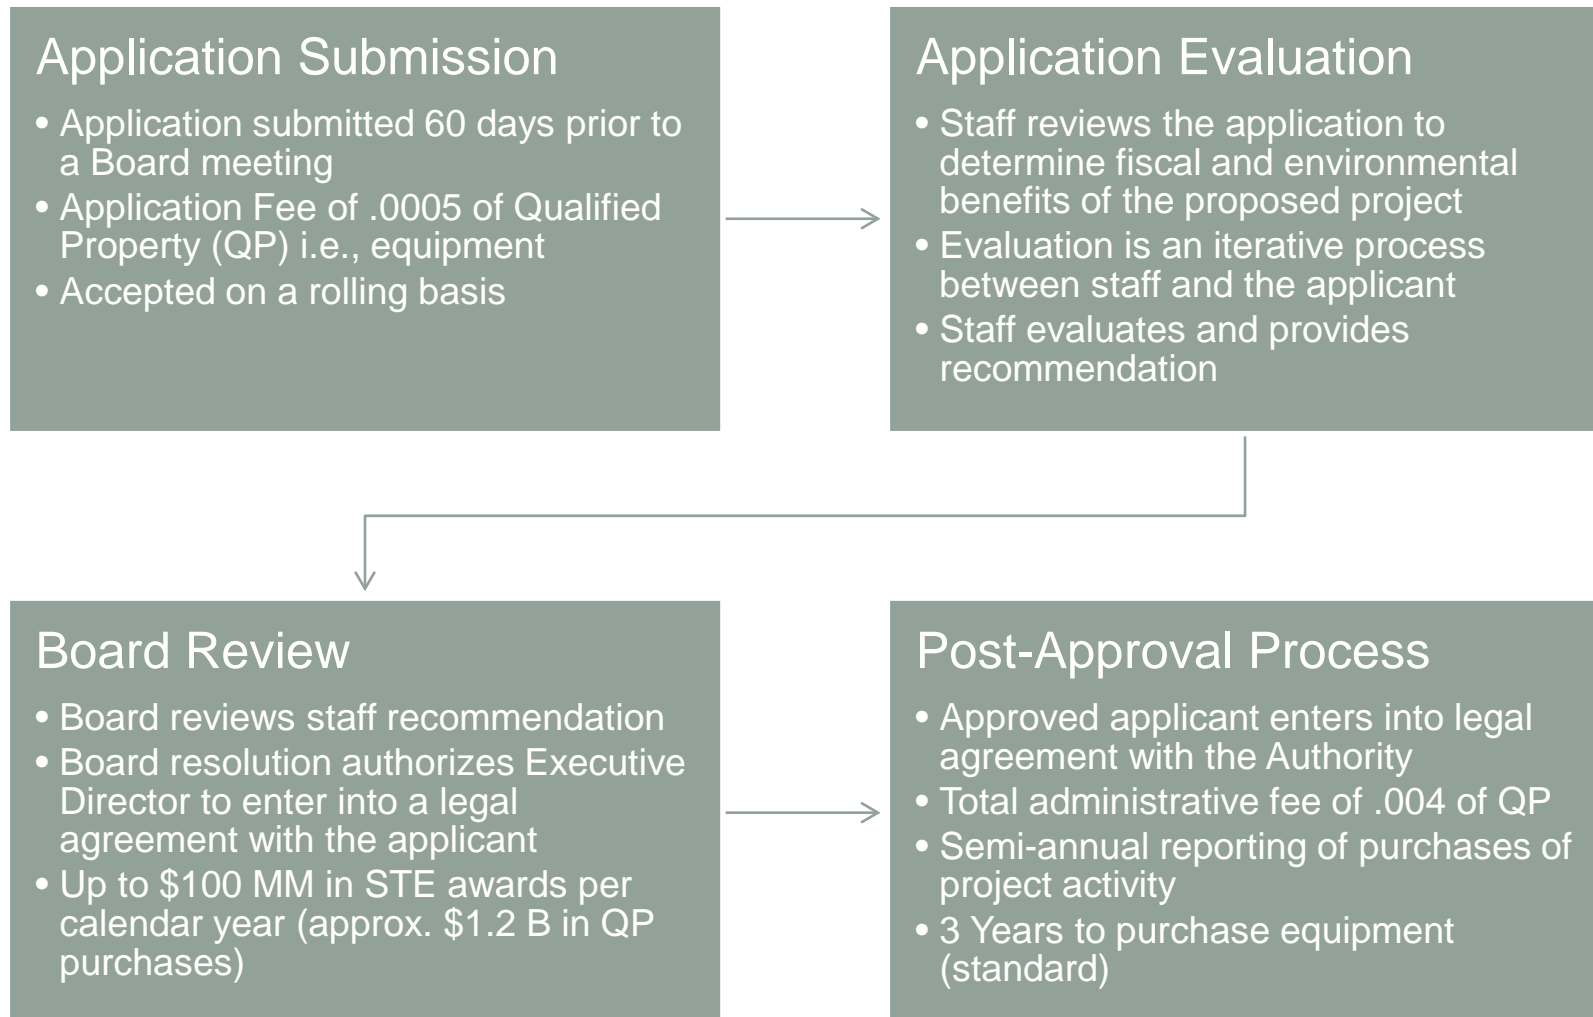 Application Submission
• Application submitted 60 days prior to
a Board meeting
• Application Fee of .0005 of Qualified
Property (QP) i.e., equipment
• Accepted on a rolling basis
Application Evaluation
• Staff reviews the application to
determine fiscal and environmental
benefits of the proposed project
• Evaluation is an iterative process
between staff and the applicant
• Staff evaluates and provides
recommendation
Board Review
• Board reviews staff recommendation
• Board resolution authorizes Executive
Director to enter into a legal
agreement with the applicant
• Up to $100 MM in STE awards per
calendar year (approx. $1.2 B in QP
purchases)
Post-Approval Process
• Approved applicant enters into legal
agreement with the Authority
• Total administrative fee of .004 of QP
• Semi-annual reporting of purchases of
project activity
• 3 Years to purchase equipment
(standard)